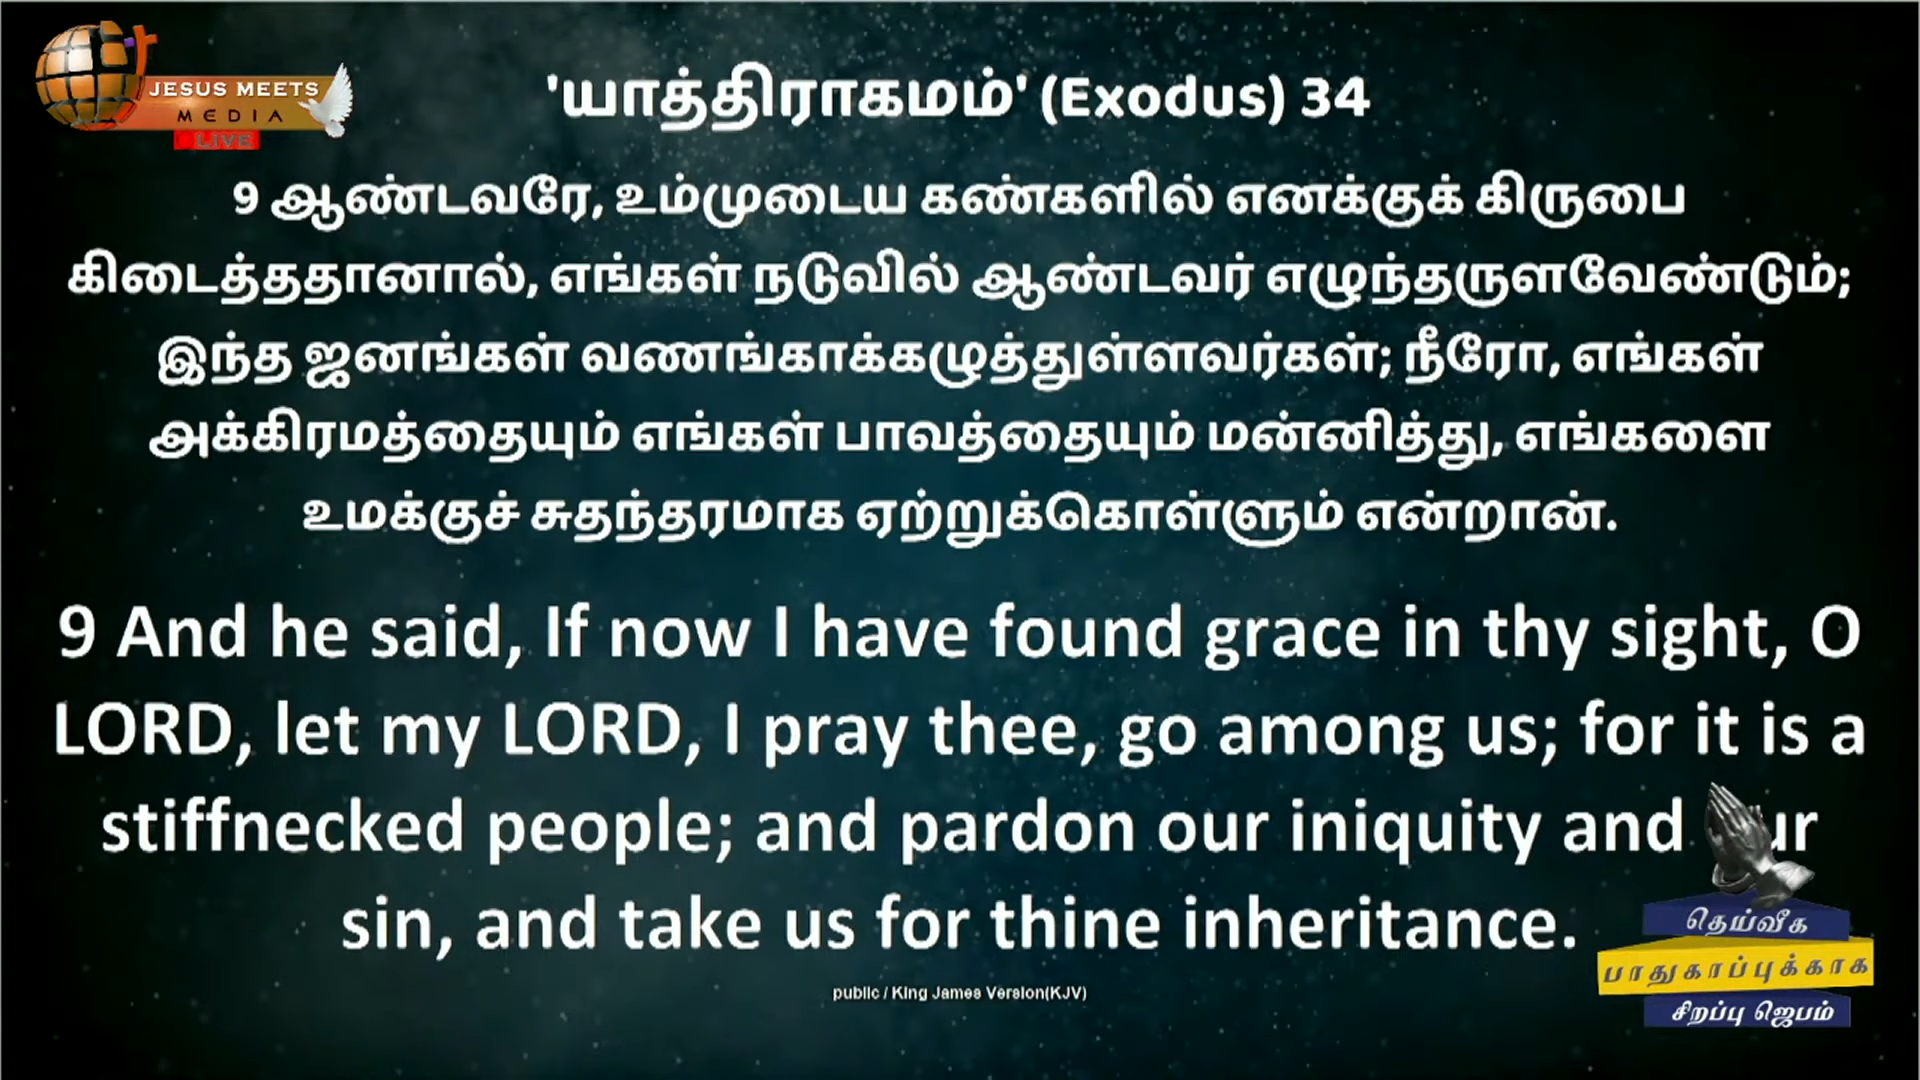 JESUS MEETS
MEDIA
LIVE
'யாத்திராகமம்' (Exodus) 34
9 ஆண்டவரே, உம்முடைய கண்களில் எனக்குக் கிருபை
கிடைத்ததானால், எங்கள் நடுவில் ஆண்டவர் எழுந்தருளவேண்டும்;
இந்த ஜனங்கள் வணங்காக்கழுத்துள்ளவர்கள்; நீரோ, எங்கள்
அக்கிரமத்தையும் எங்கள் பாவத்தையும் மன்னித்து, எங்களை
உமக்குச் சுதந்தரமாக ஏற்றுக்கொள்ளும் என்றான்.
9 And he said, If now I have found grace in thy sight, O
LORD, let my LORD, I pray thee, go among us; for it is a
stiffnecked people; and pardon our iniquity and
sin, and take us for thine inheritance.
public / King James Version(KJV)
தெய்வீக
பாதுகாப்புக்காக
சிறப்பு ஜெபம்